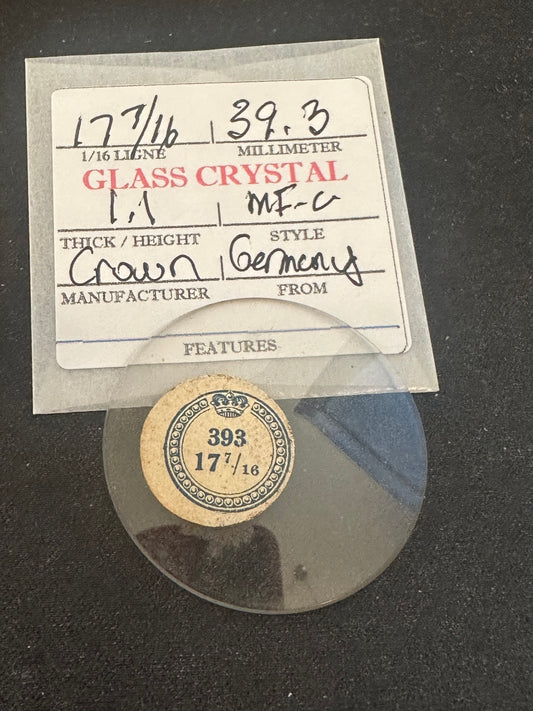 17 7/16 39.3
1/16 LIGNE MILLIMETER
GLASS CRYSTAL
1.1 MF-G
THICK / HEIGHT STYLE
Crown Germany
MANUFACTURER FROM
FEATURES
393
17 7/16